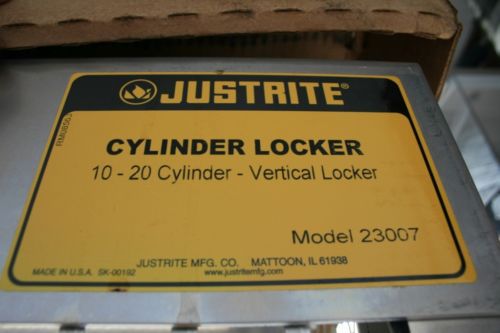 JUSTRITE®
CYLINDER LOCKER
10 - 20 Cylinder - Vertical Locker
Model 23007
JUSTRITE MFG. CO. MATTOON, IL 61938
MADE IN U.S.A. SK-00192 www.justritemfg.com